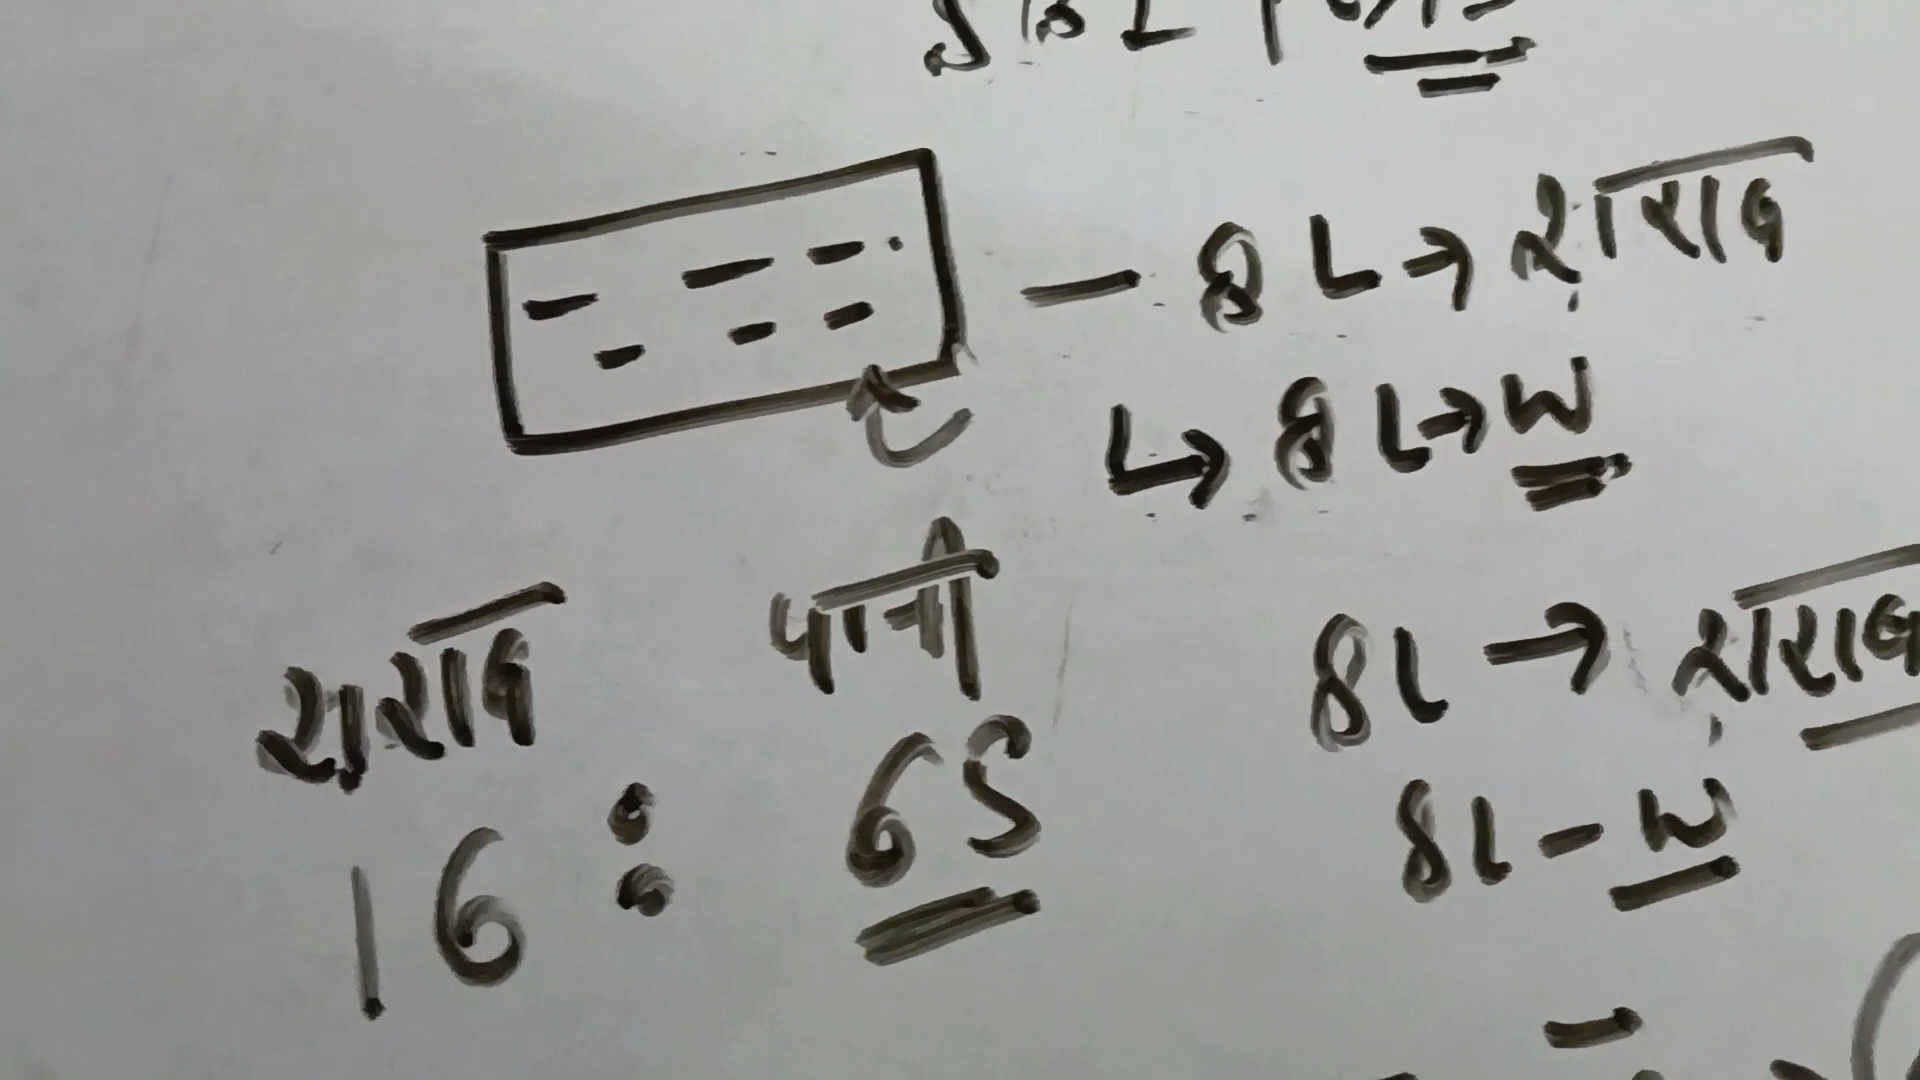 8L → शराब
↳ 8L → W
शराब पानी
16 : 65
8L → शराब
8L - W